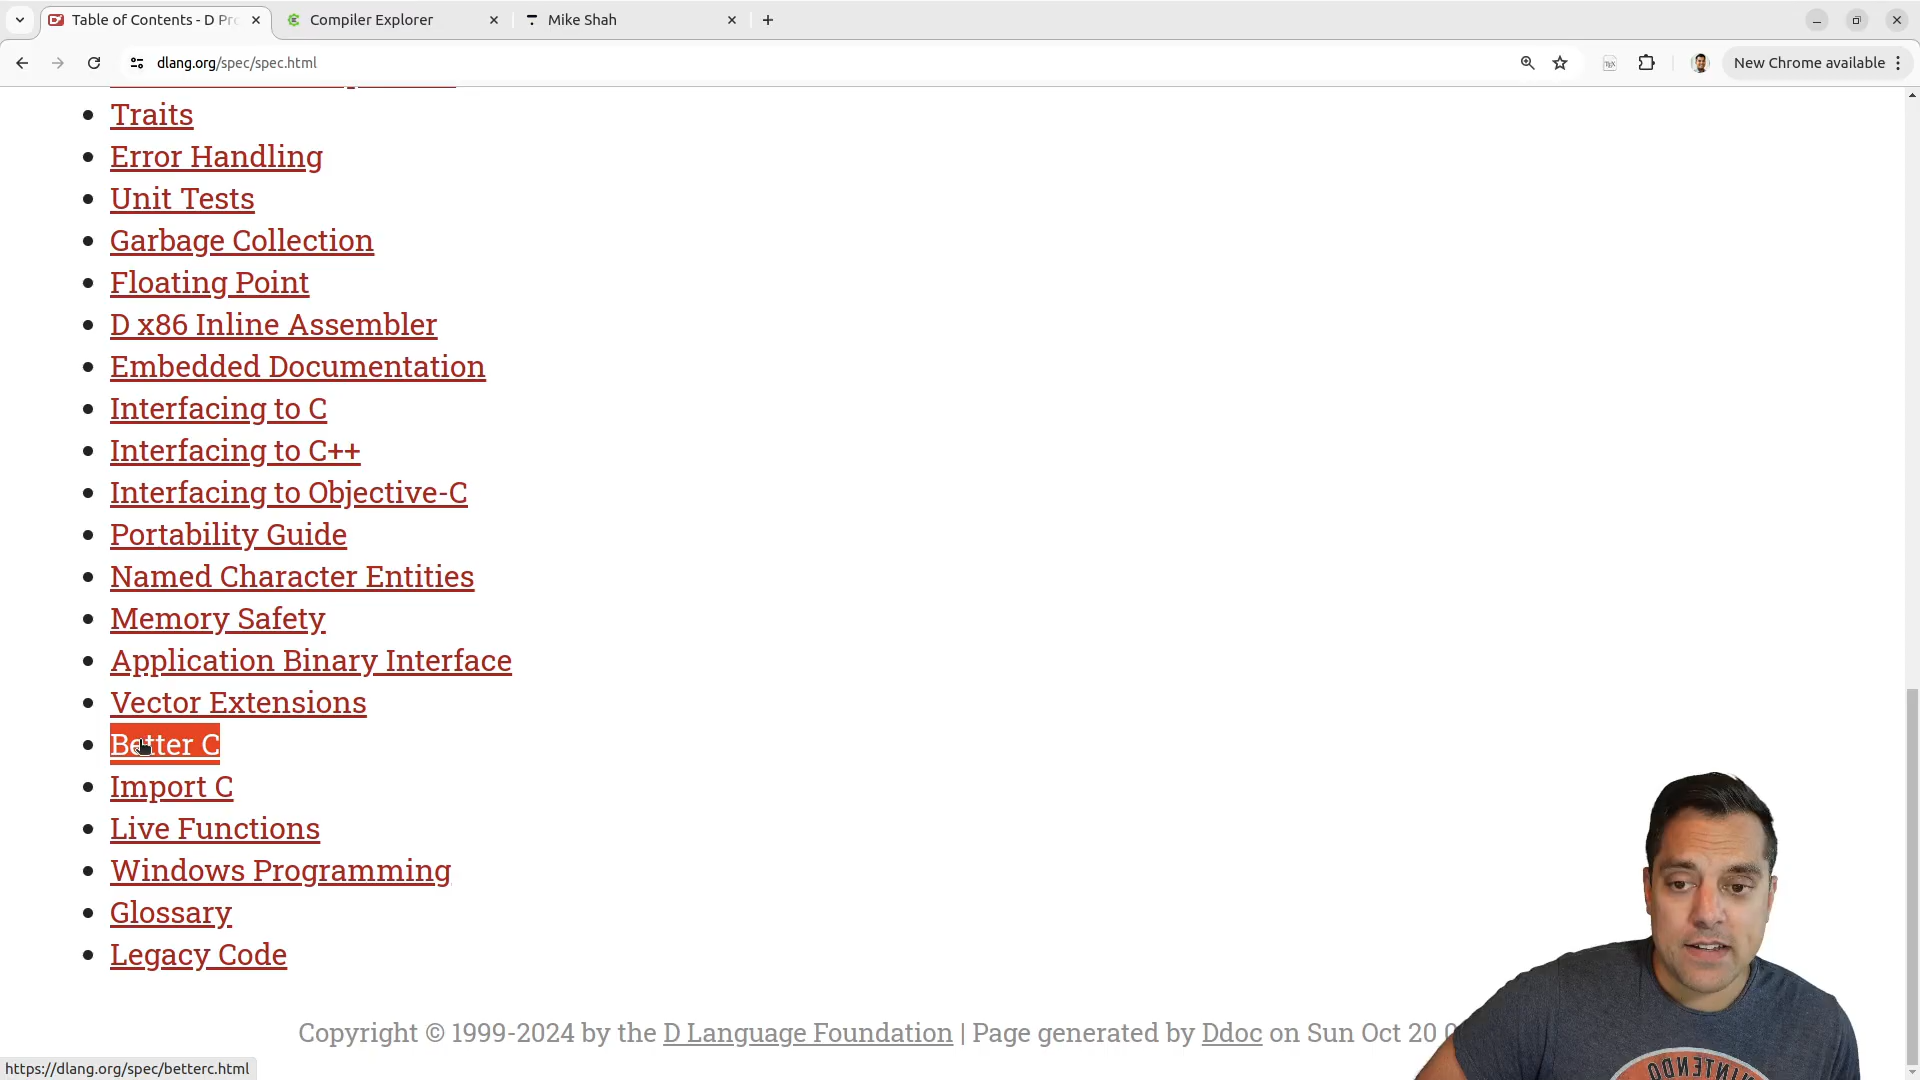 Table of Contents - D Pr
Compiler Explorer
Mike Shah
dlang.org/spec/spec.html
New Chrome available
Traits
Error Handling
Unit Tests
Garbage Collection
Floating Point
D x86 Inline Assembler
Embedded Documentation
Interfacing to C
Interfacing to C++
Interfacing to Objective-C
Portability Guide
Named Character Entities
Memory Safety
Application Binary Interface
Vector Extensions
Better C
Import C
Live Functions
Windows Programming
Glossary
Legacy Code
Copyright © 1999-2024 by the D Language Foundation | Page generated by Ddoc on Sun Oct 20
https://dlang.org/spec/betterc.html
NINTENDO